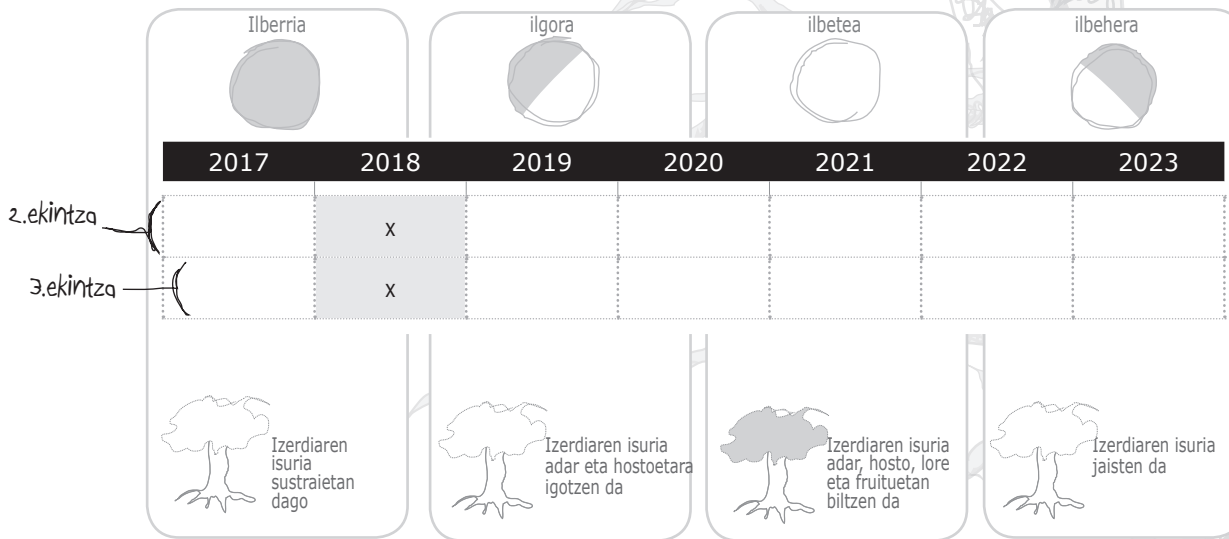 Ilberria
ilgora
ilbetea
ilbehera
2017 2018 2019 2020 2021 2022 2023
2.ekintza
x
3.ekintza
x
Izerdiaren
isuria
sustraietan
dago
Izerdiaren isuria
adar eta hostoetara
igotzen da
Izerdiaren isuria
adar, hosto, lore
eta fruituetan
biltzen da
Izerdiaren isuria
jaisten da